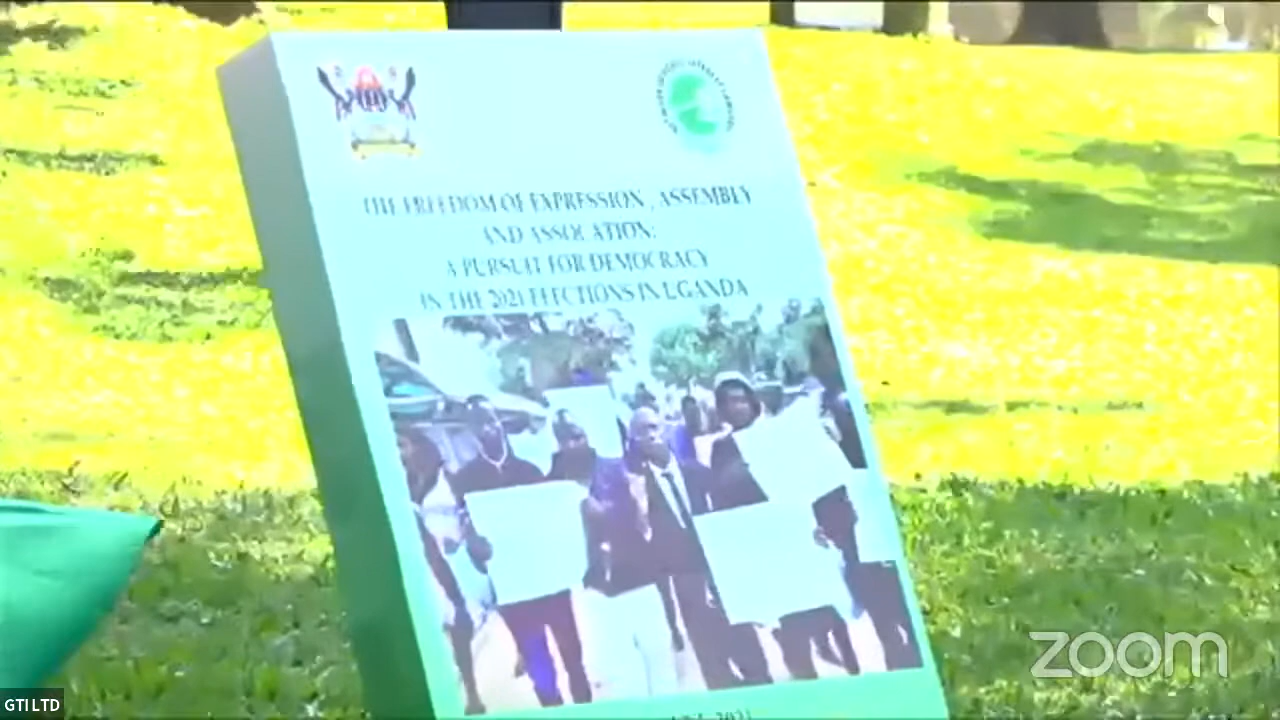 THE FREEDOM OF EXPRESSION , ASSEMBLY
AND ASSOCIATION:
A PURSUIT FOR DEMOCRACY
IN THE 2021 ELECTIONS IN UGANDA
2021
zoom
GTI LTD